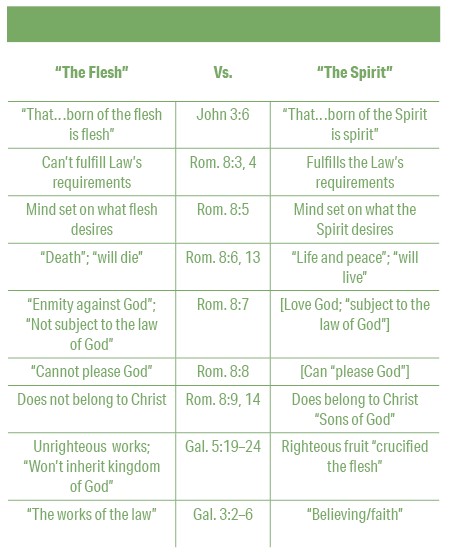 “The Flesh” Vs. “The Spirit”
“That...born of the flesh John 3:6 “That...born of the Spirit
is flesh” is spirit”
Can’t fulfill Law’s Rom. 8:3, 4 Fulfills the Law’s
requirements requirements
Mind set on what flesh Rom. 8:5 Mind set on what the
desires Spirit desires
“Death”; “will die” Rom. 8:6, 13 “Life and peace”; “will
live”
“Enmity against God”; Rom. 8:7 [Love God; “subject to the
“Not subject to the law law of God”]
of God”
“Cannot please God” Rom. 8:8 [Can “please God”]
Does not belong to Christ Rom. 8:9, 14 Does belong to Christ
“Sons of God”
Unrighteous works; Gal. 5:19–24 Righteous fruit “crucified
“Won’t inherit kingdom the flesh”
of God”
“The works of the law” Gal. 3:2–6 “Believing/faith”